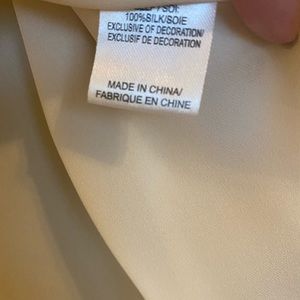 100%SILK/SOIE
EXCLUSIVE OF DECORATION/
EXCLUSIF DE DECORATION
MADE IN CHINA/
FABRIQUE EN CHINE